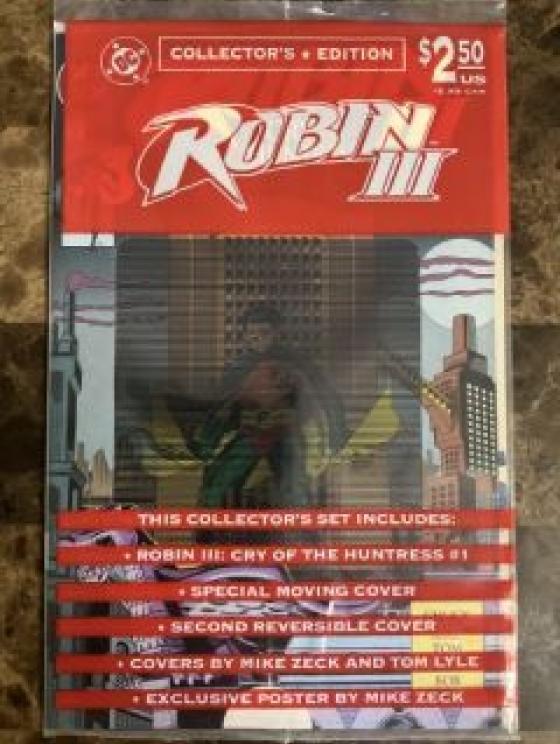 DC
COLLECTOR'S • EDITION
$2.50
US
ROBIN
III
THIS COLLECTOR'S SET INCLUDES:
• ROBIN III: CRY OF THE HUNTRESS #1
• SPECIAL MOVING COVER
• SECOND REVERSIBLE COVER
• COVERS BY MIKE ZECK AND TOM LYLE
• EXCLUSIVE POSTER BY MIKE ZECK